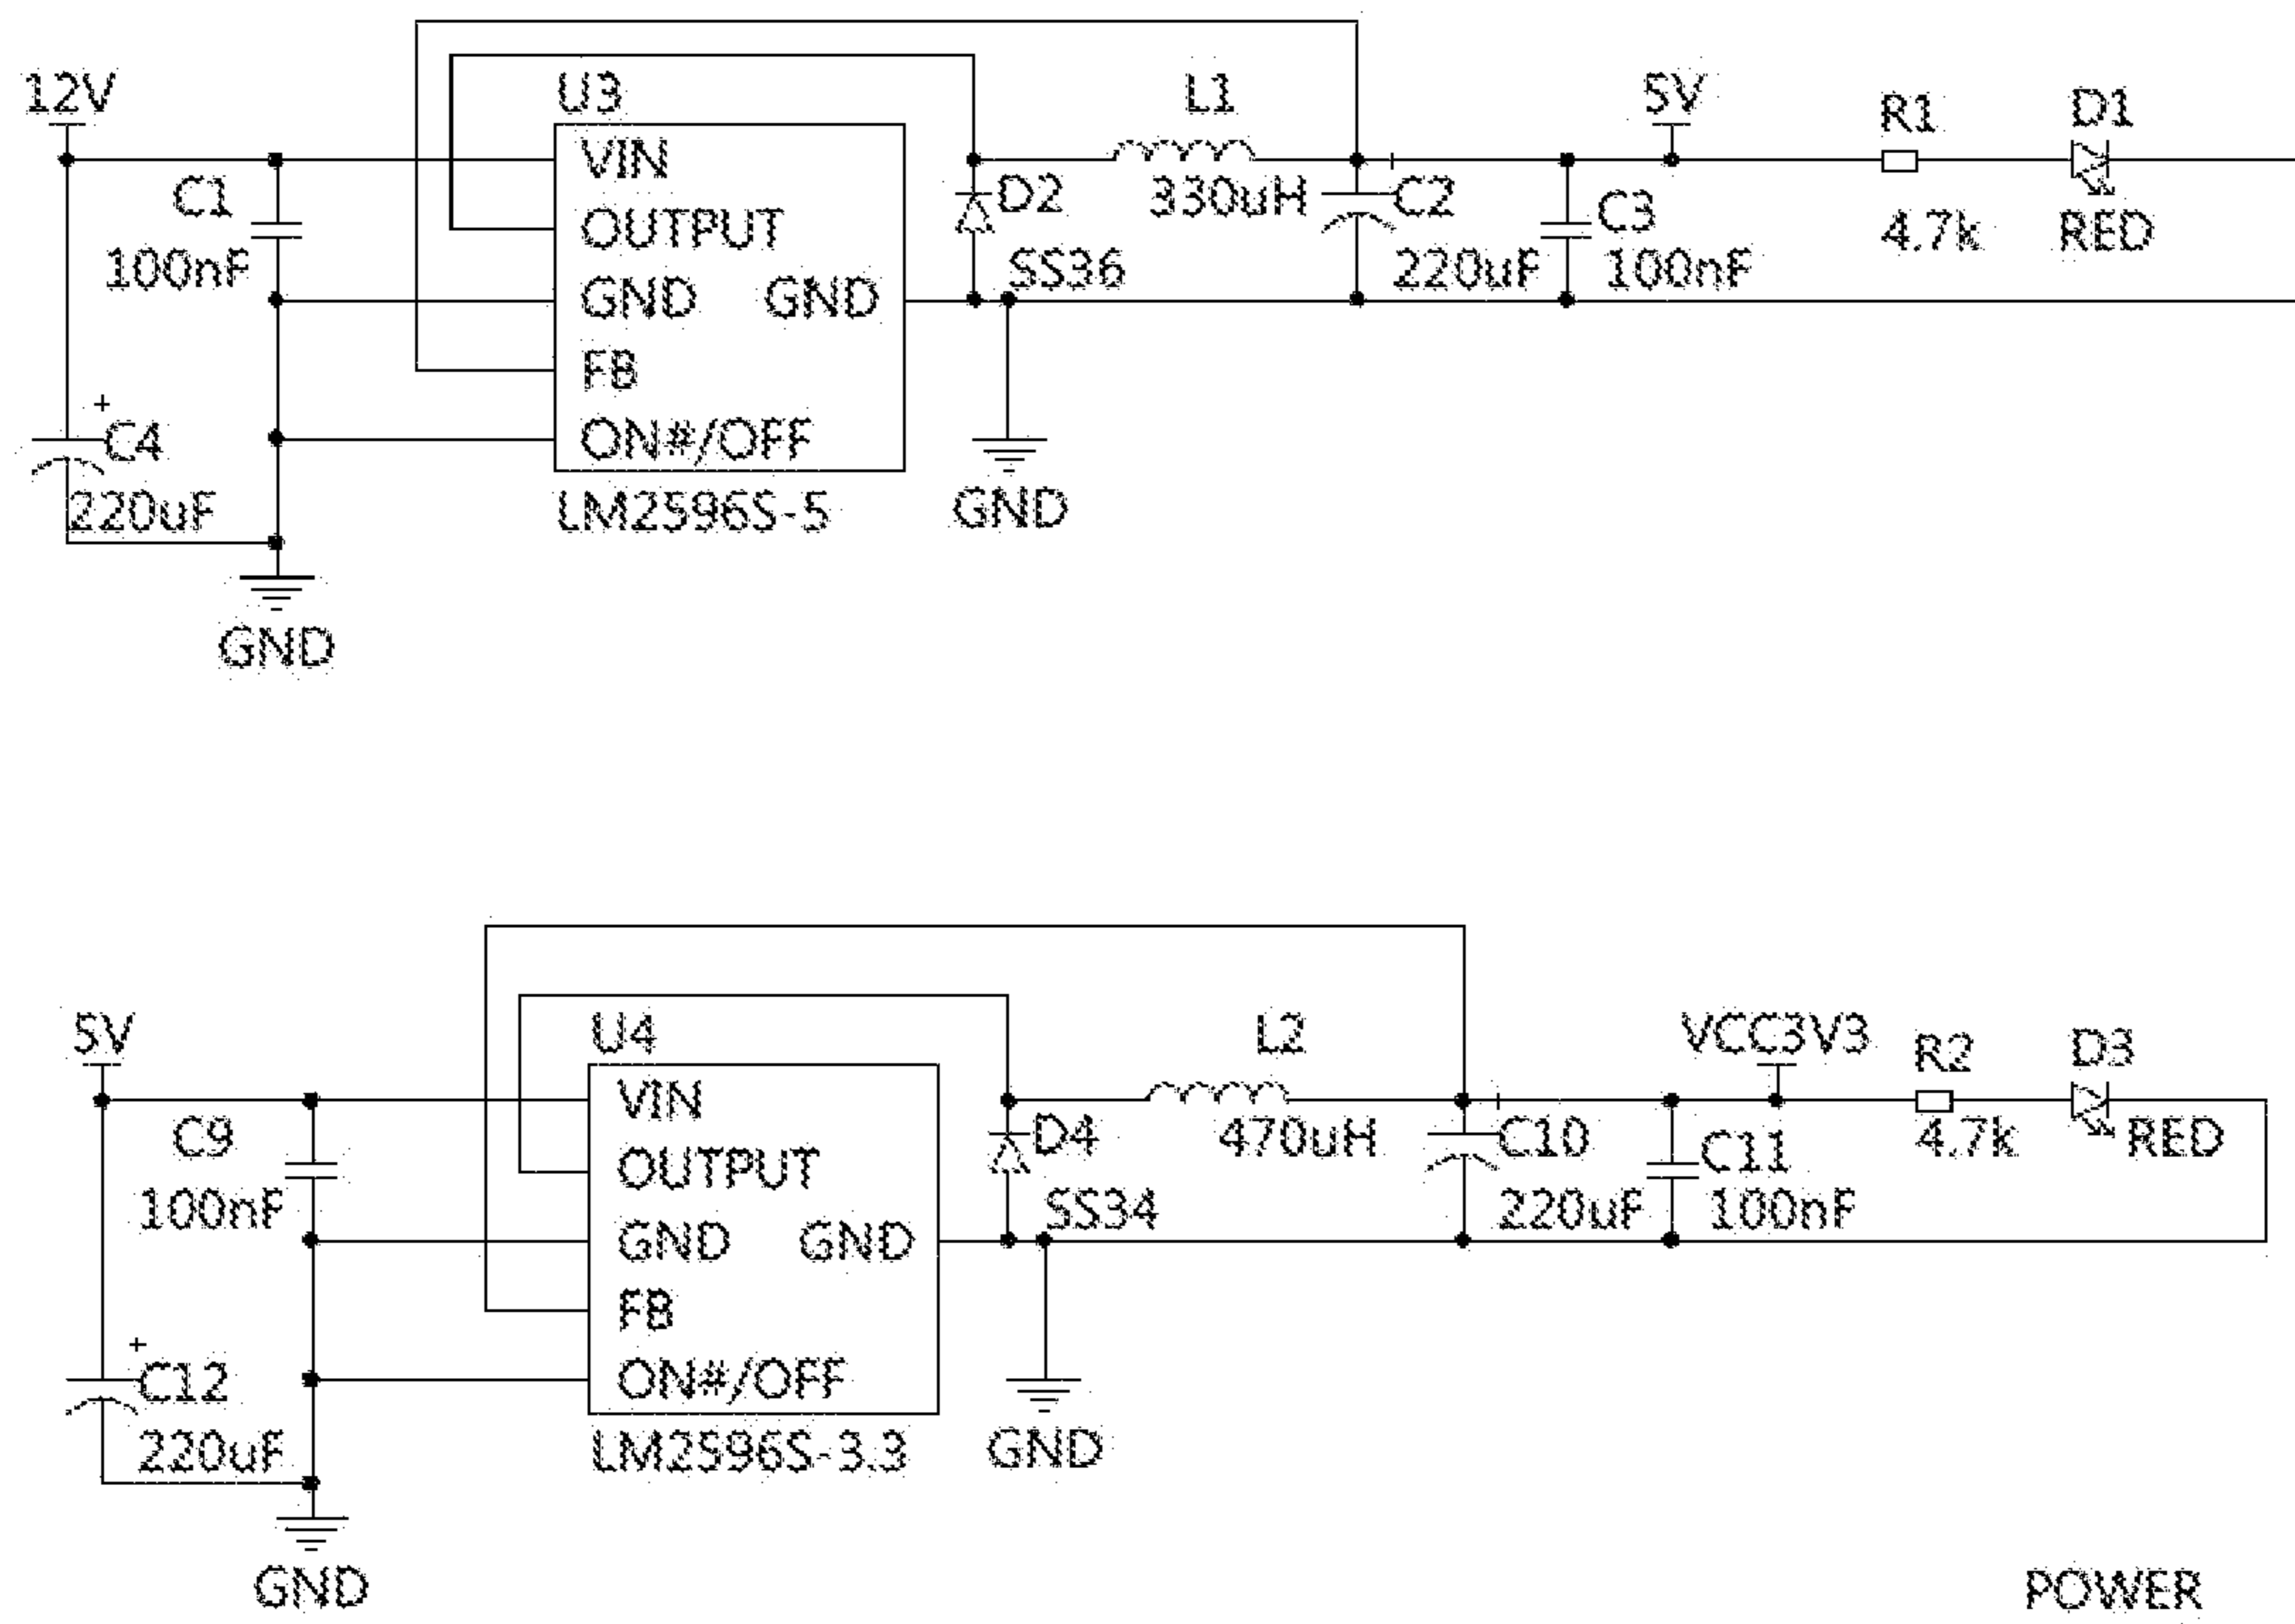 12V
U3
L1
5V
R1
D1
VIN
C1
D2
330uH
C2
C3
OUTPUT
4.7k
RED
100nF
SS36
220uF
100nF
GND
GND
FB
+
C4
ON#/OFF
220uF
LM2596S-5
GND
GND
5V
U4
L2
VCC3V3
R2
D3
VIN
C9
D4
470uH
C10
C11
4.7k
RED
OUTPUT
100nF
SS34
220uF
100nF
GND
GND
FB
+
C12
ON#/OFF
220uF
LM2596S-3.3
GND
GND
POWER